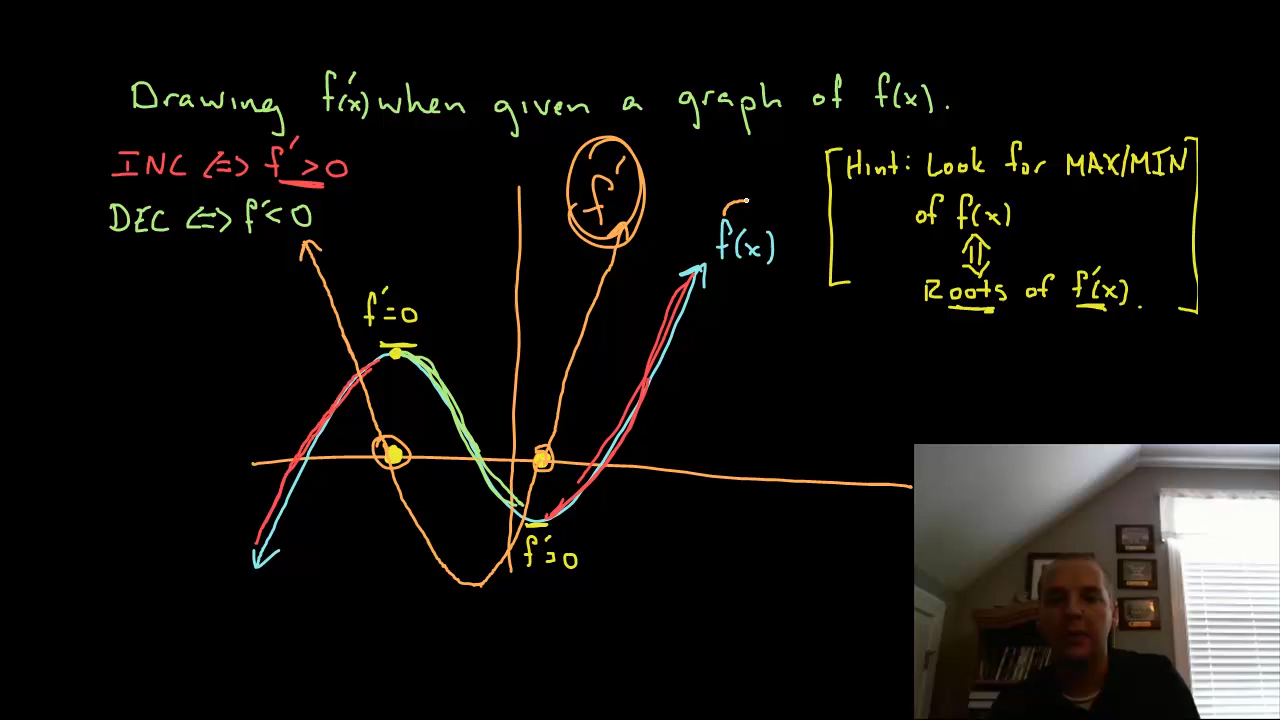 Drawing f'(x) when given a graph of f(x).
INC <=> f' > 0
DEC <=> f' < 0
[Hint: Look for MAX/MIN
of f(x)
⇕
Roots of f'(x).]
f'
f(x)
f'=0
f'=0